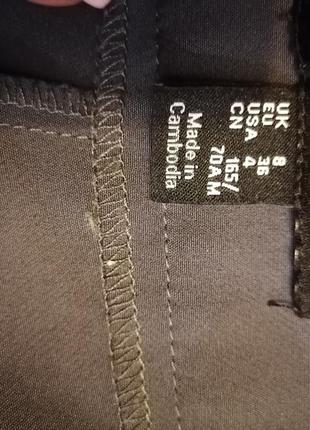 UK 8
EU 36
USA 4
CN 165/
70A M
Made in
Cambodia